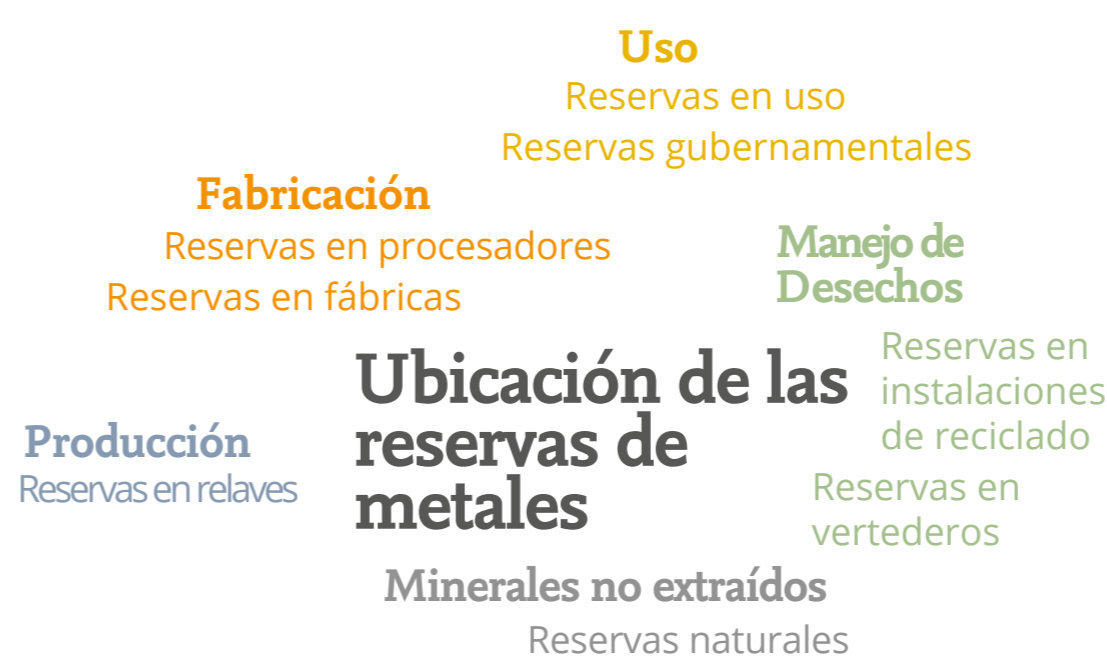 Uso
Reservas en uso
Reservas gubernamentales
Fabricación
Reservas en procesadores
Reservas en fábricas
Manejo de
Desechos
Reservas en
instalaciones
de reciclado
Reservas en
vertederos
Ubicación de las
reservas de
metales
Producción
Reservas en relaves
Minerales no extraídos
Reservas naturales